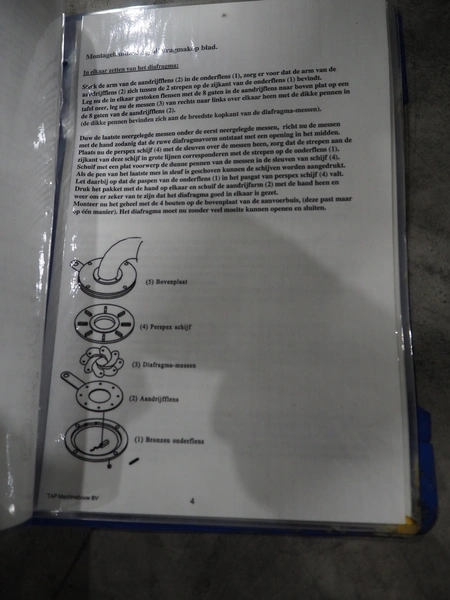 diafragmakop blad.
In elkaar zetten van het diafragma:
Steek de arm van de aandrijfflens (2) in de onderflens (1), zorg er voor dat de arm van de
aandrijfflens (2) zich tussen de 2 strepen op de zijkant van de onderflens (1) bevindt.
Leg nu de in elkaar gestoken flensen met de 8 gaten in de aandrijfflens naar boven plat op een
tafel neer, leg nu de messen (3) van rechts naar links over elkaar heen met de dikke pennen in
de 8 gaten van de aandrijfflens (2).
(de dikke pennen bevinden zich aan de breedste kopkant van de diafragma-messen).
Duw de laatste neergelegde messen onder de eerst neergelegde messen, richt nu de messen
met de hand zodanig dat de ruwe diafragmavorm ontstaat met een opening in het midden.
Plaats nu de perspex schijf (4) met de sleuven over de messen heen, zorg dat de strepen aan de
zijkant van deze schijf in grote lijnen corresponderen met de strepen op de onderflens (1).
Schuif met een plat voorwerp de dunne pennen van de messen in de sleuven van schijf (4).
Als de pen van het laatste mes in sleuf is geschoven kunnen de schijven worden aangedrukt.
Let daarbij op dat de paspen van de onderflens (1) in het pasgat van perspex schijf (4) valt.
Druk het pakket met de hand op elkaar en schuif de aandrijfarm (2) met de hand heen en
weer om er zeker van te zijn dat het diafragma goed in elkaar is gezet.
Monteer nu het geheel met de 4 bouten op de bovenplaat van de aanvoerbuis, (deze past maar
op één manier). Het diafragma moet nu zonder veel moeite kunnen openen en sluiten.
(5) Bovenplaat
(4) Perspex schijf
(3) Diafragma-messen
(2) Aandrijfflens
(1) Bronzen onderflens
TAP Machinebouw BV
4